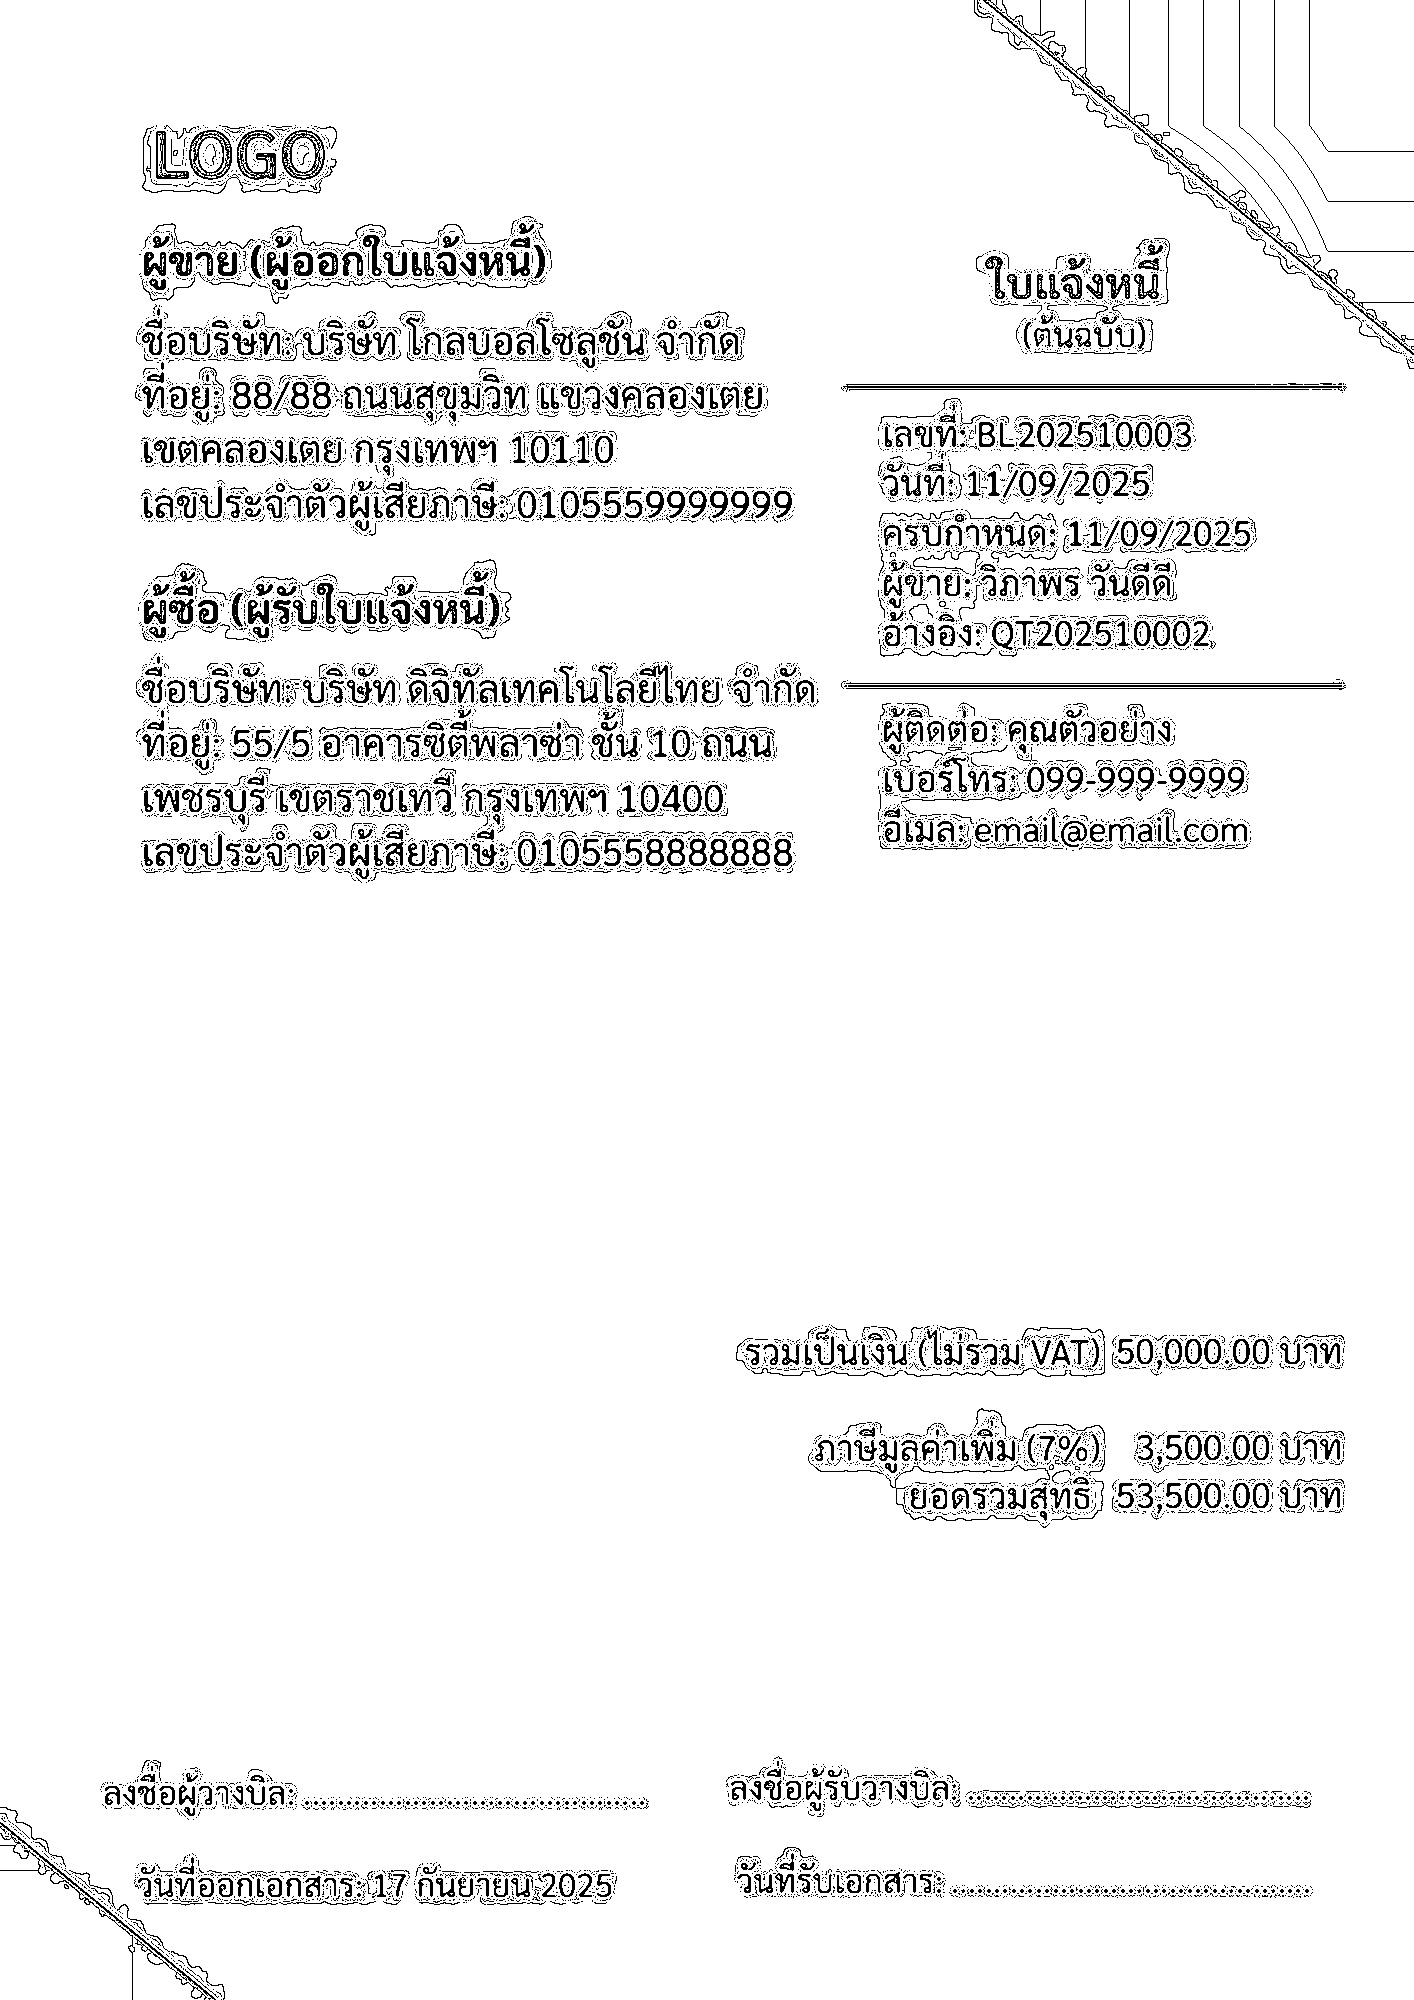 LOGO
ผู้ขาย (ผู้ออกใบแจ้งหนี้)
ชื่อบริษัท: บริษัท โกลบอลโซลูชัน จำกัด
ที่อยู่: 88/88 ถนนสุขุมวิท แขวงคลองเตย
เขตคลองเตย กรุงเทพฯ 10110
เลขประจำตัวผู้เสียภาษี: 0105559999999
ผู้ซื้อ (ผู้รับใบแจ้งหนี้)
ชื่อบริษัท: บริษัท ดิจิทัลเทคโนโลยีไทย จำกัด
ที่อยู่: 55/5 อาคารซิตี้พลาซ่า ชั้น 10 ถนน
เพชรบุรี เขตราชเทวี กรุงเทพฯ 10400
เลขประจำตัวผู้เสียภาษี: 0105558888888
ใบแจ้งหนี้
(ต้นฉบับ)
เลขที่: BL202510003
วันที่: 11/09/2025
ครบกำหนด: 11/09/2025
ผู้ขาย: วิภาพร วันดีดี
อ้างอิง: QT202510002
ผู้ติดต่อ: คุณตัวอย่าง
เบอร์โทร: 099-999-9999
อีเมล: email@email.com
รวมเป็นเงิน (ไม่รวม VAT) 50,000.00 บาท
ภาษีมูลค่าเพิ่ม (7%) 3,500.00 บาท
ยอดรวมสุทธิ 53,500.00 บาท
ลงชื่อผู้วางบิล: ........................................
ลงชื่อผู้รับวางบิล: ........................................
วันที่ออกเอกสาร: 17 กันยายน 2025
วันที่รับเอกสาร: ..........................................